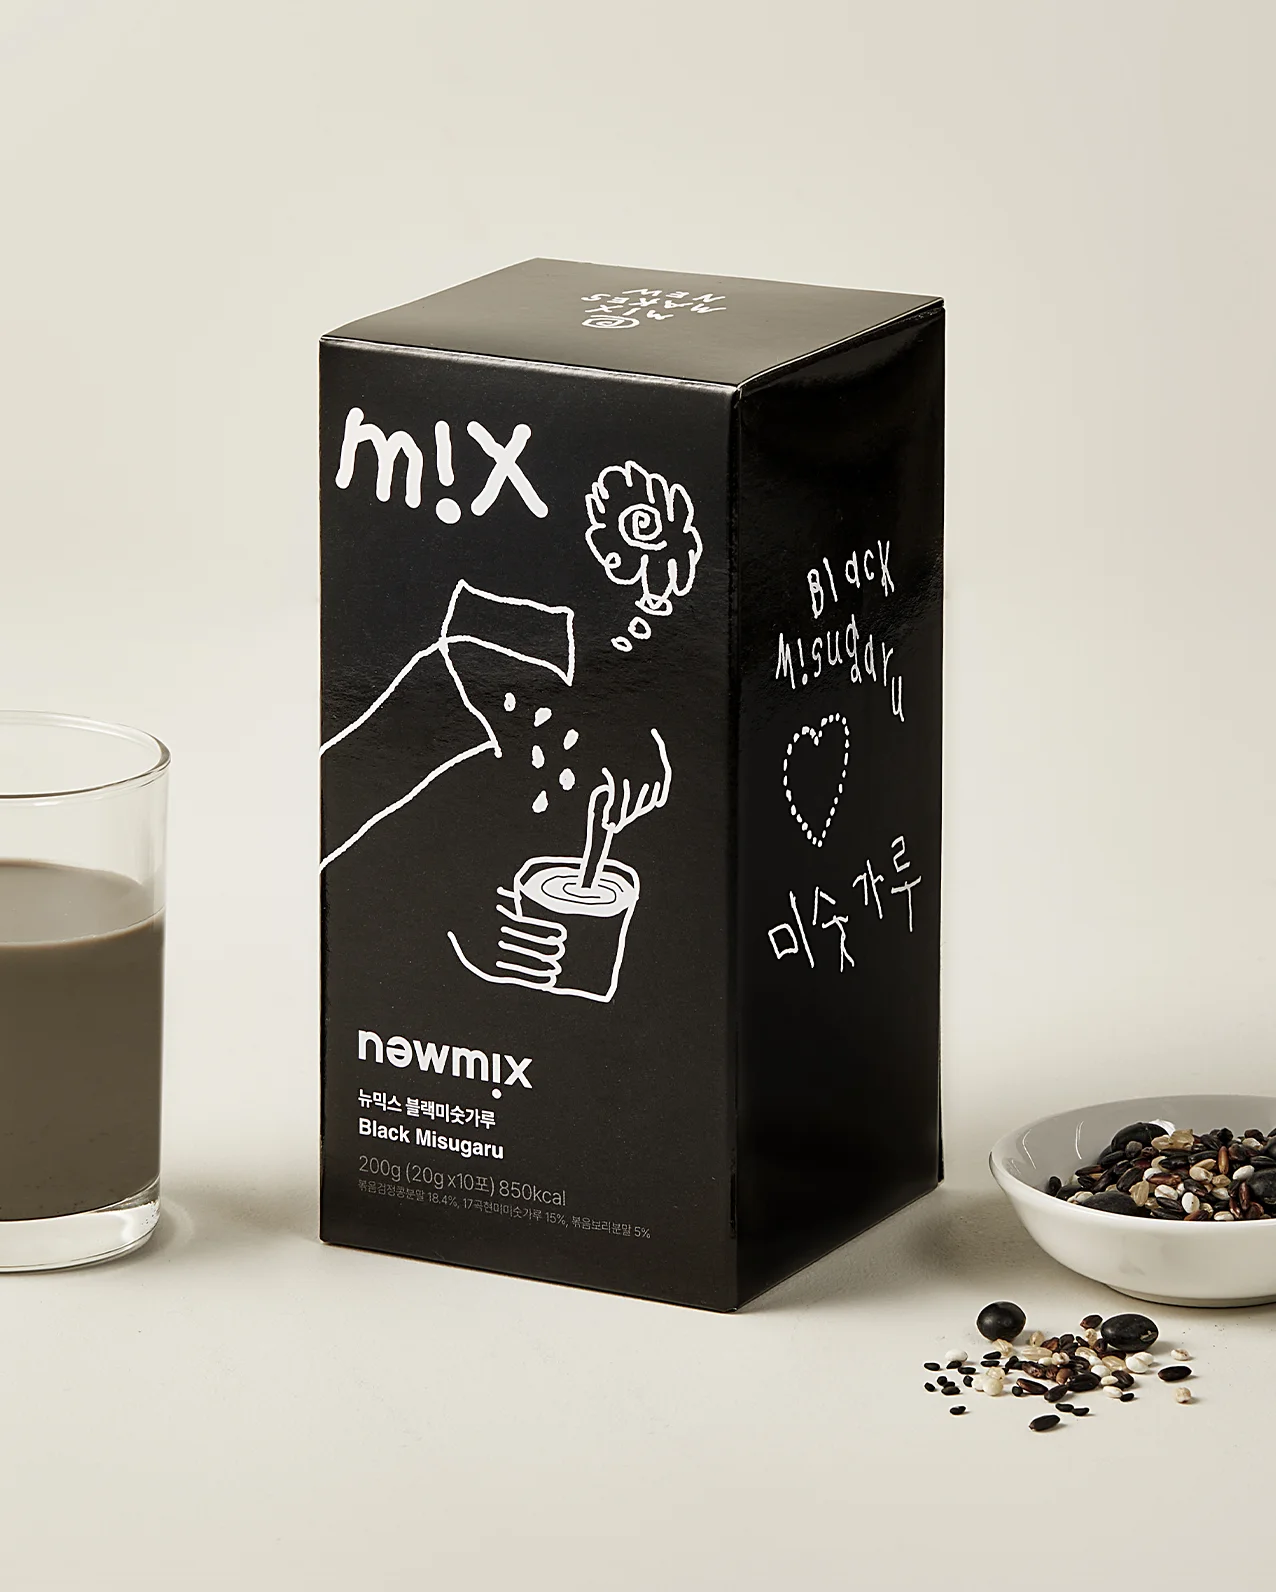 MIX
MAKES
NEW
m!x
Black
M!sugaru
미숫가루
newm!x
뉴믹스 블랙미숫가루
Black Misugaru
200g (20g x10포) 850kcal
볶음검정콩분말 18.4%, 17곡현미미숫가루 15%, 볶음보리분말 5%